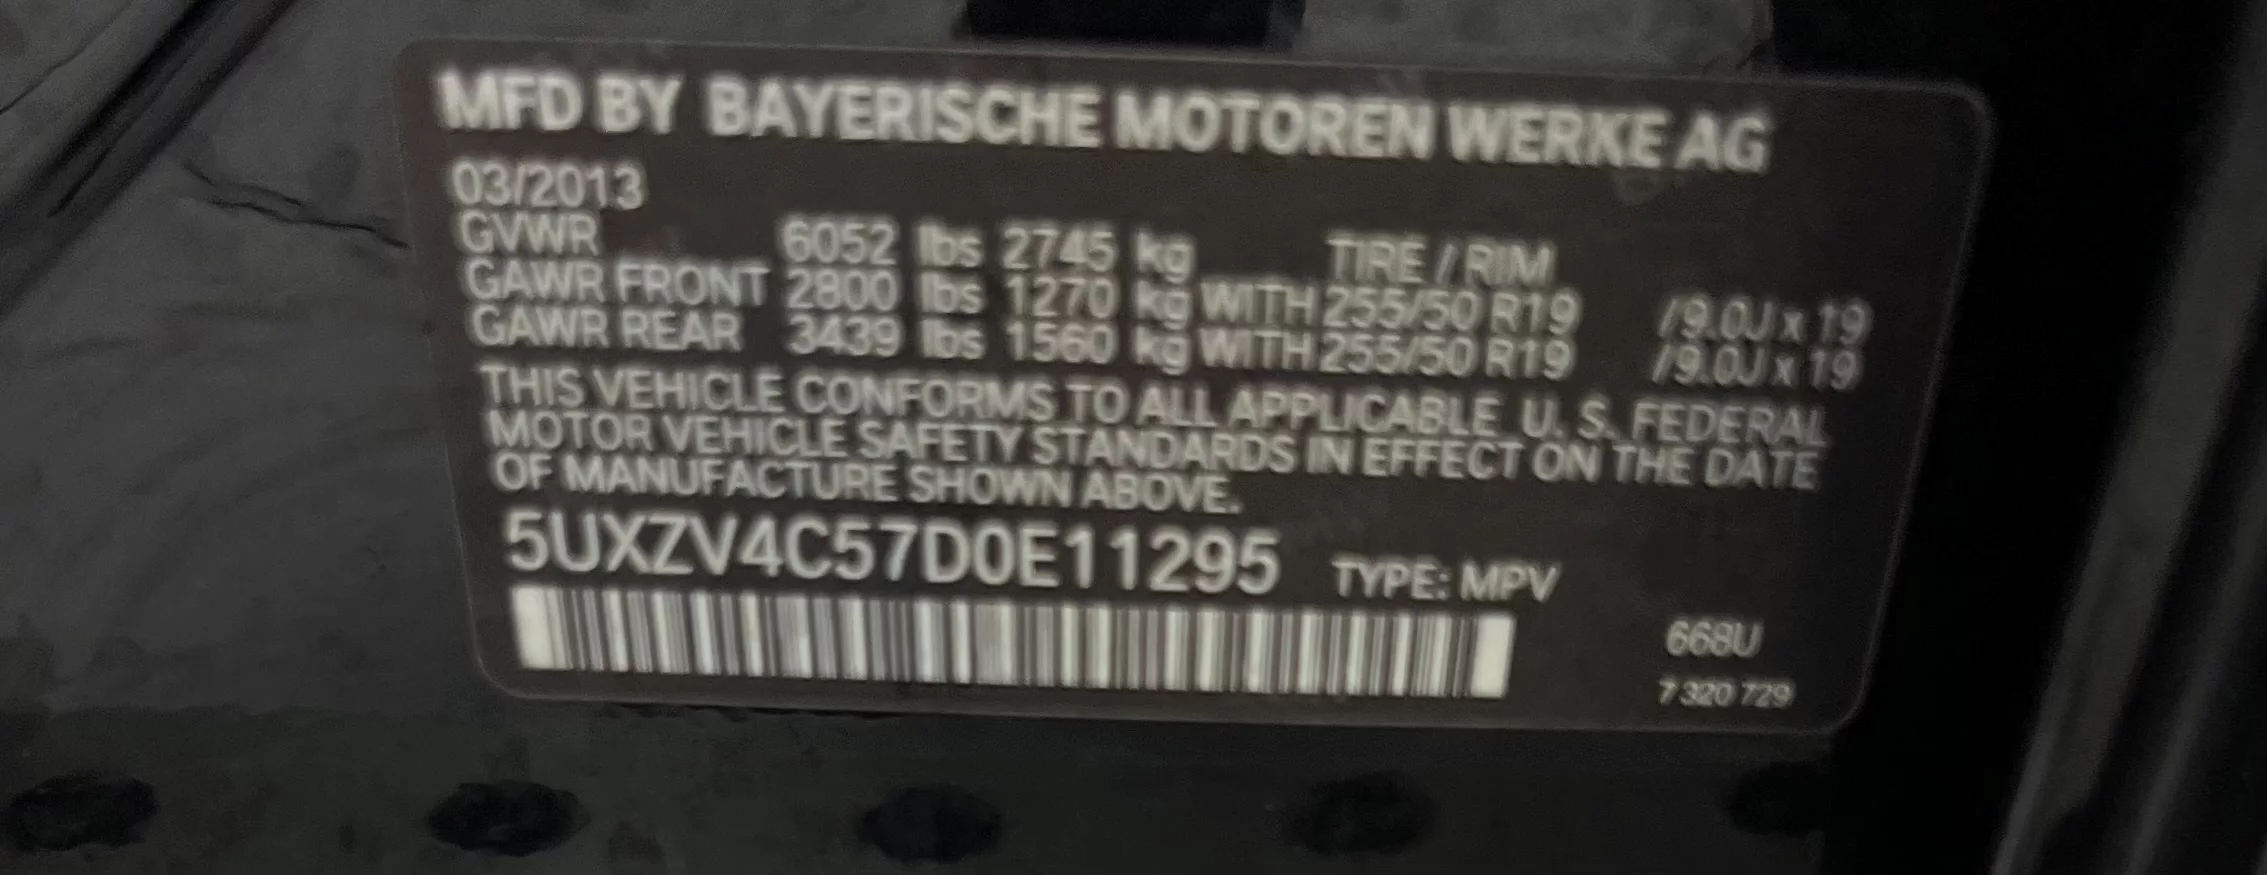 MFD BY BAYERISCHE MOTOREN WERKE AG
03/2013
GVWR 6052 lbs 2745 kg TIRE / RIM
GAWR FRONT 2800 lbs 1270 kg WITH 255/50 R19 /9.0J x 19
GAWR REAR 3439 lbs 1560 kg WITH 255/50 R19 /9.0J x 19
THIS VEHICLE CONFORMS TO ALL APPLICABLE U. S. FEDERAL
MOTOR VEHICLE SAFETY STANDARDS IN EFFECT ON THE DATE
OF MANUFACTURE SHOWN ABOVE.
5UXZV4C57D0E11295 TYPE: MPV
668U
7 320 729